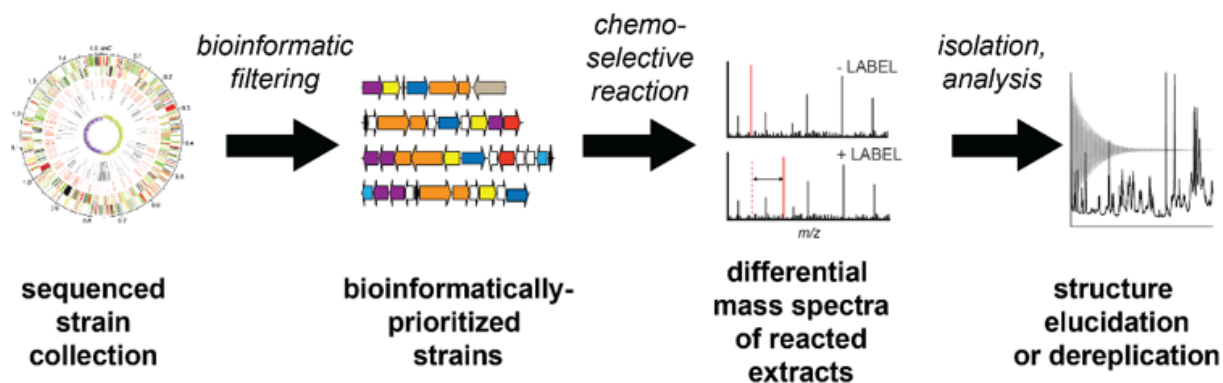 bioinformatic
filtering
chemo-
selective
reaction
isolation,
analysis
- LABEL
+ LABEL
m/z
sequenced
strain
collection
bioinformatically-
prioritized
strains
differential
mass spectra
of reacted
extracts
structure
elucidation
or dereplication